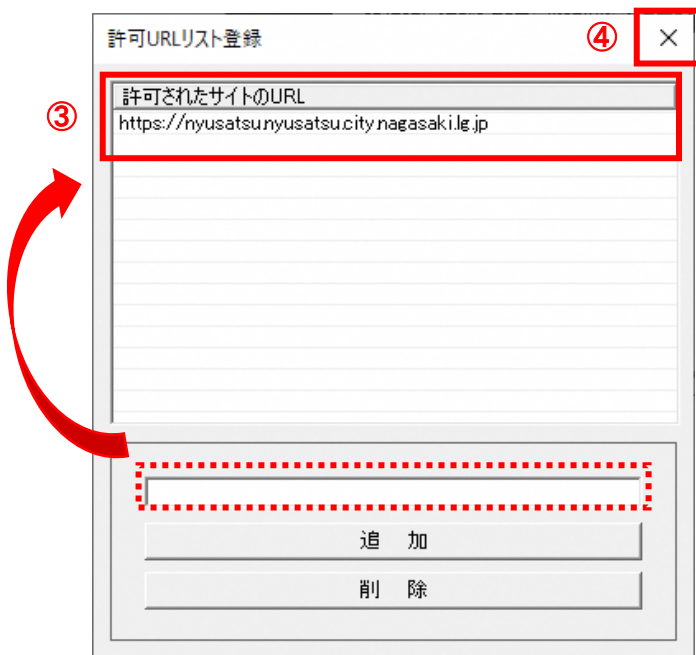 許可URLリスト登録
④
③
許可されたサイトのURL
https://nyusatsu.nyusatsu.city.nagasaki.lg.jp
追 加
削 除